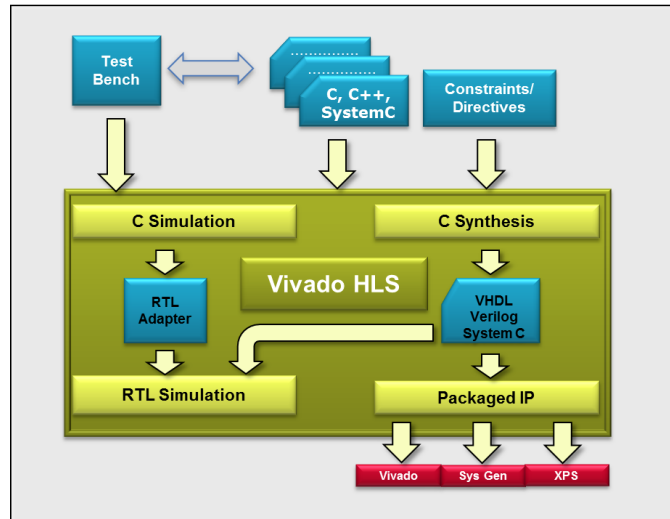 Test
Bench
...............
...............
C, C++,
SystemC
Constraints/
Directives
C Simulation
C Synthesis
Vivado HLS
RTL
Adapter
VHDL
Verilog
System C
RTL Simulation
Packaged IP
Vivado
Sys Gen
XPS